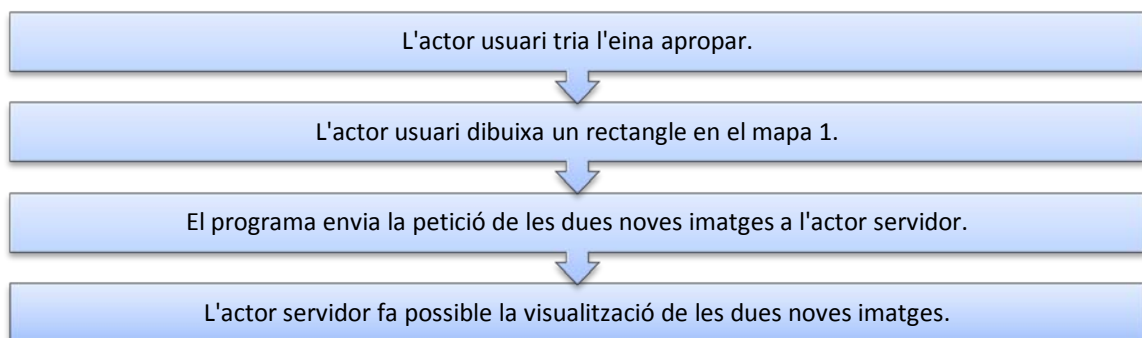 L'actor usuari tria l'eina apropar.
L'actor usuari dibuixa un rectangle en el mapa 1.
El programa envia la petició de les dues noves imatges a l'actor servidor.
L'actor servidor fa possible la visualització de les dues noves imatges.